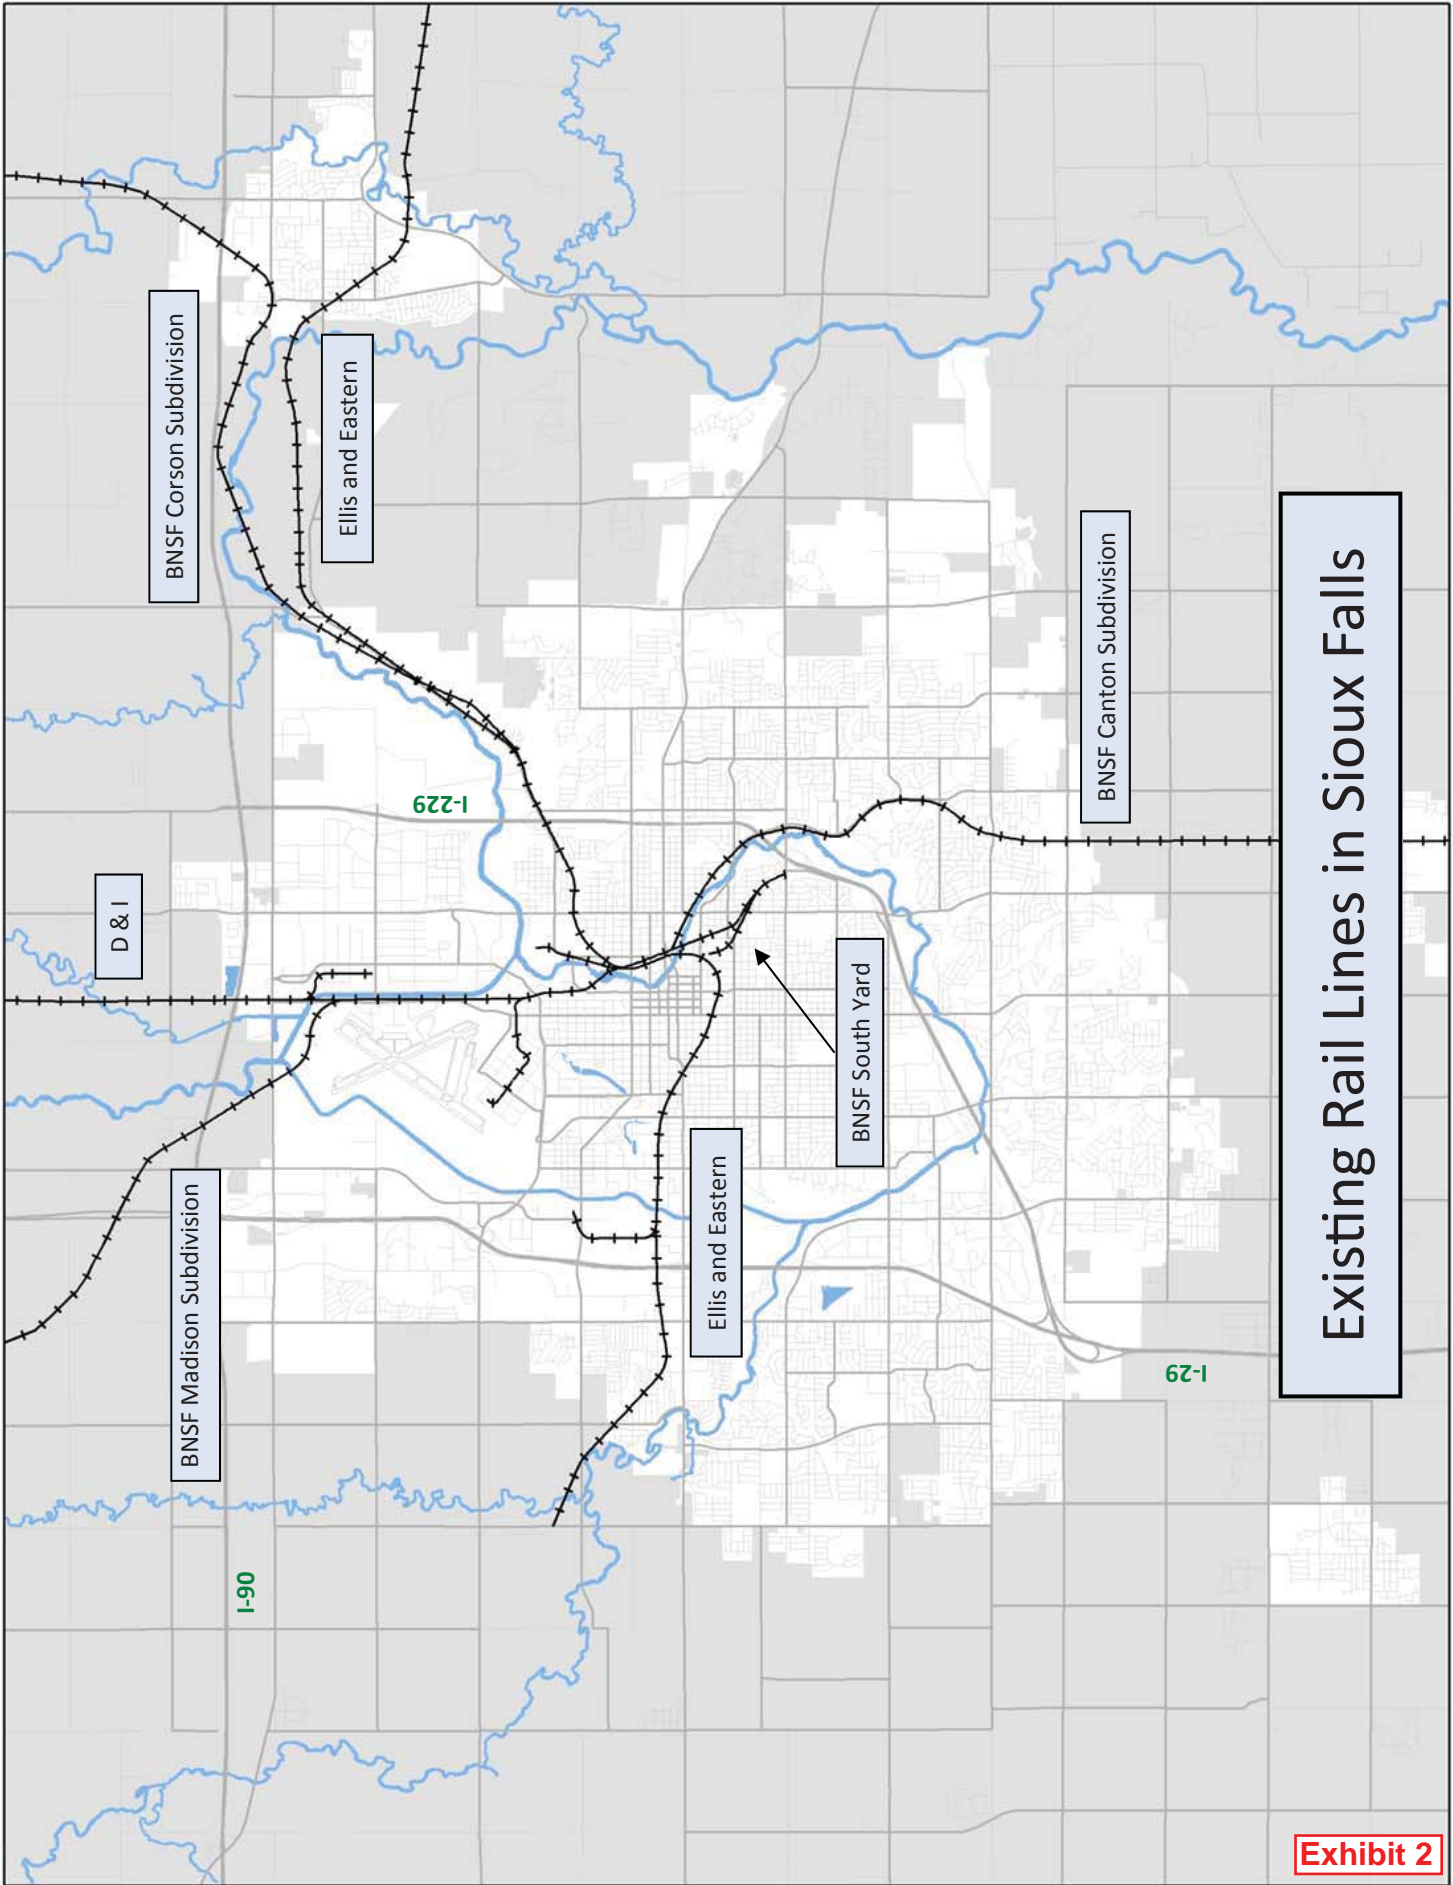 BNSF Corson Subdivision
Ellis and Eastern
D & I
I-229
BNSF Madison Subdivision
I-90
BNSF South Yard
Ellis and Eastern
BNSF Canton Subdivision
I-29
Existing Rail Lines in Sioux Falls
Exhibit 2